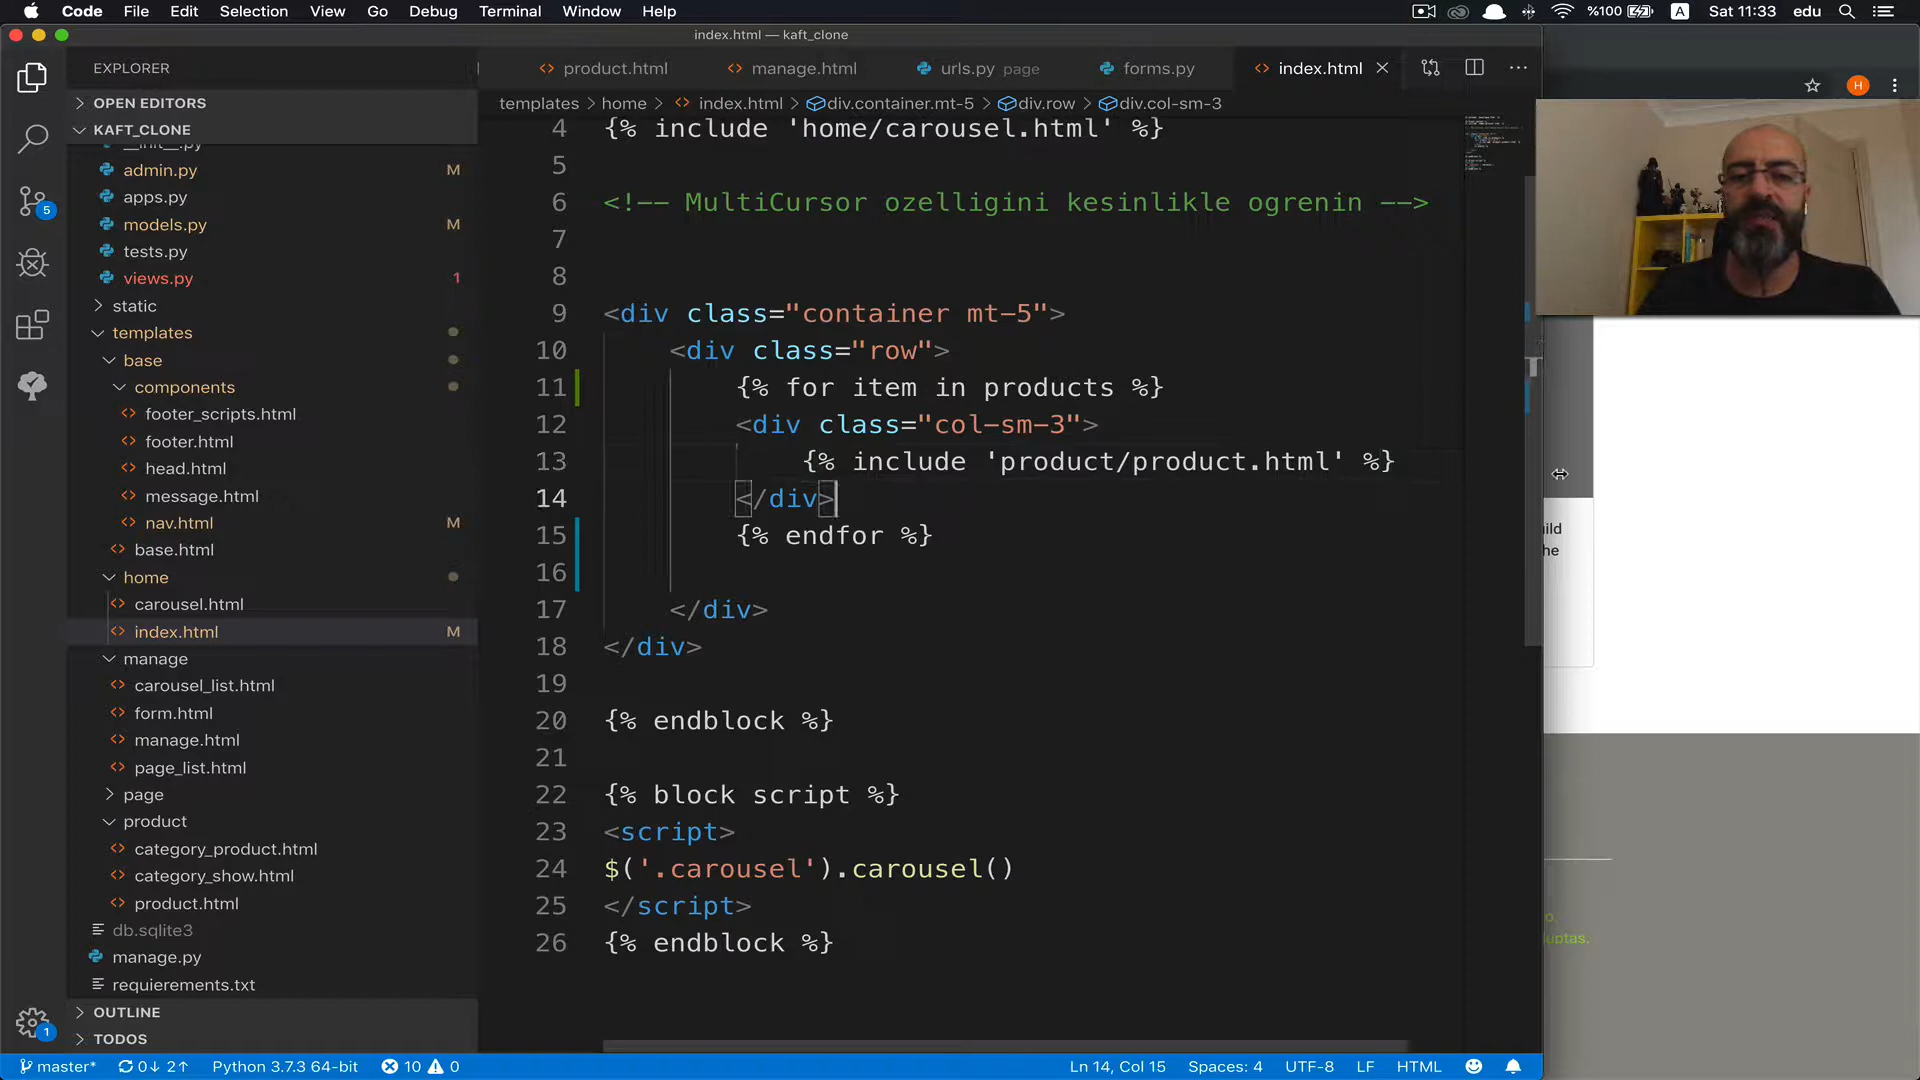 Code File Edit Selection View Go Debug Terminal Window Help
%100 A Sat 11:33 edu
index.html — kaft_clone
EXPLORER
product.html manage.html urls.py page forms.py index.html
H
OPEN EDITORS
templates > home > index.html > div.container.mt-5 > div.row > div.col-sm-3
KAFT_CLONE
__init__.py
admin.py M
apps.py
models.py M
tests.py
views.py 1
static
templates
base
components
footer_scripts.html
footer.html
head.html
message.html
nav.html M
base.html
home
carousel.html
index.html M
manage
carousel_list.html
form.html
manage.html
page_list.html
page
product
category_product.html
category_show.html
product.html
db.sqlite3
manage.py
requierements.txt
OUTLINE
TODOS
5
1
4 {% include 'home/carousel.html' %}
5
6 <!-- MultiCursor ozelligini kesinlikle ogrenin -->
7
8
9 <div class="container mt-5">
10 <div class="row">
11 {% for item in products %}
12 <div class="col-sm-3">
13 {% include 'product/product.html' %}
14 </div>
15 {% endfor %}
16
17 </div>
18 </div>
19
20 {% endblock %}
21
22 {% block script %}
23 <script>
24 $('.carousel').carousel()
25 </script>
26 {% endblock %}
master* 0↓ 2↑ Python 3.7.3 64-bit 10 0 Ln 14, Col 15 Spaces: 4 UTF-8 LF HTML